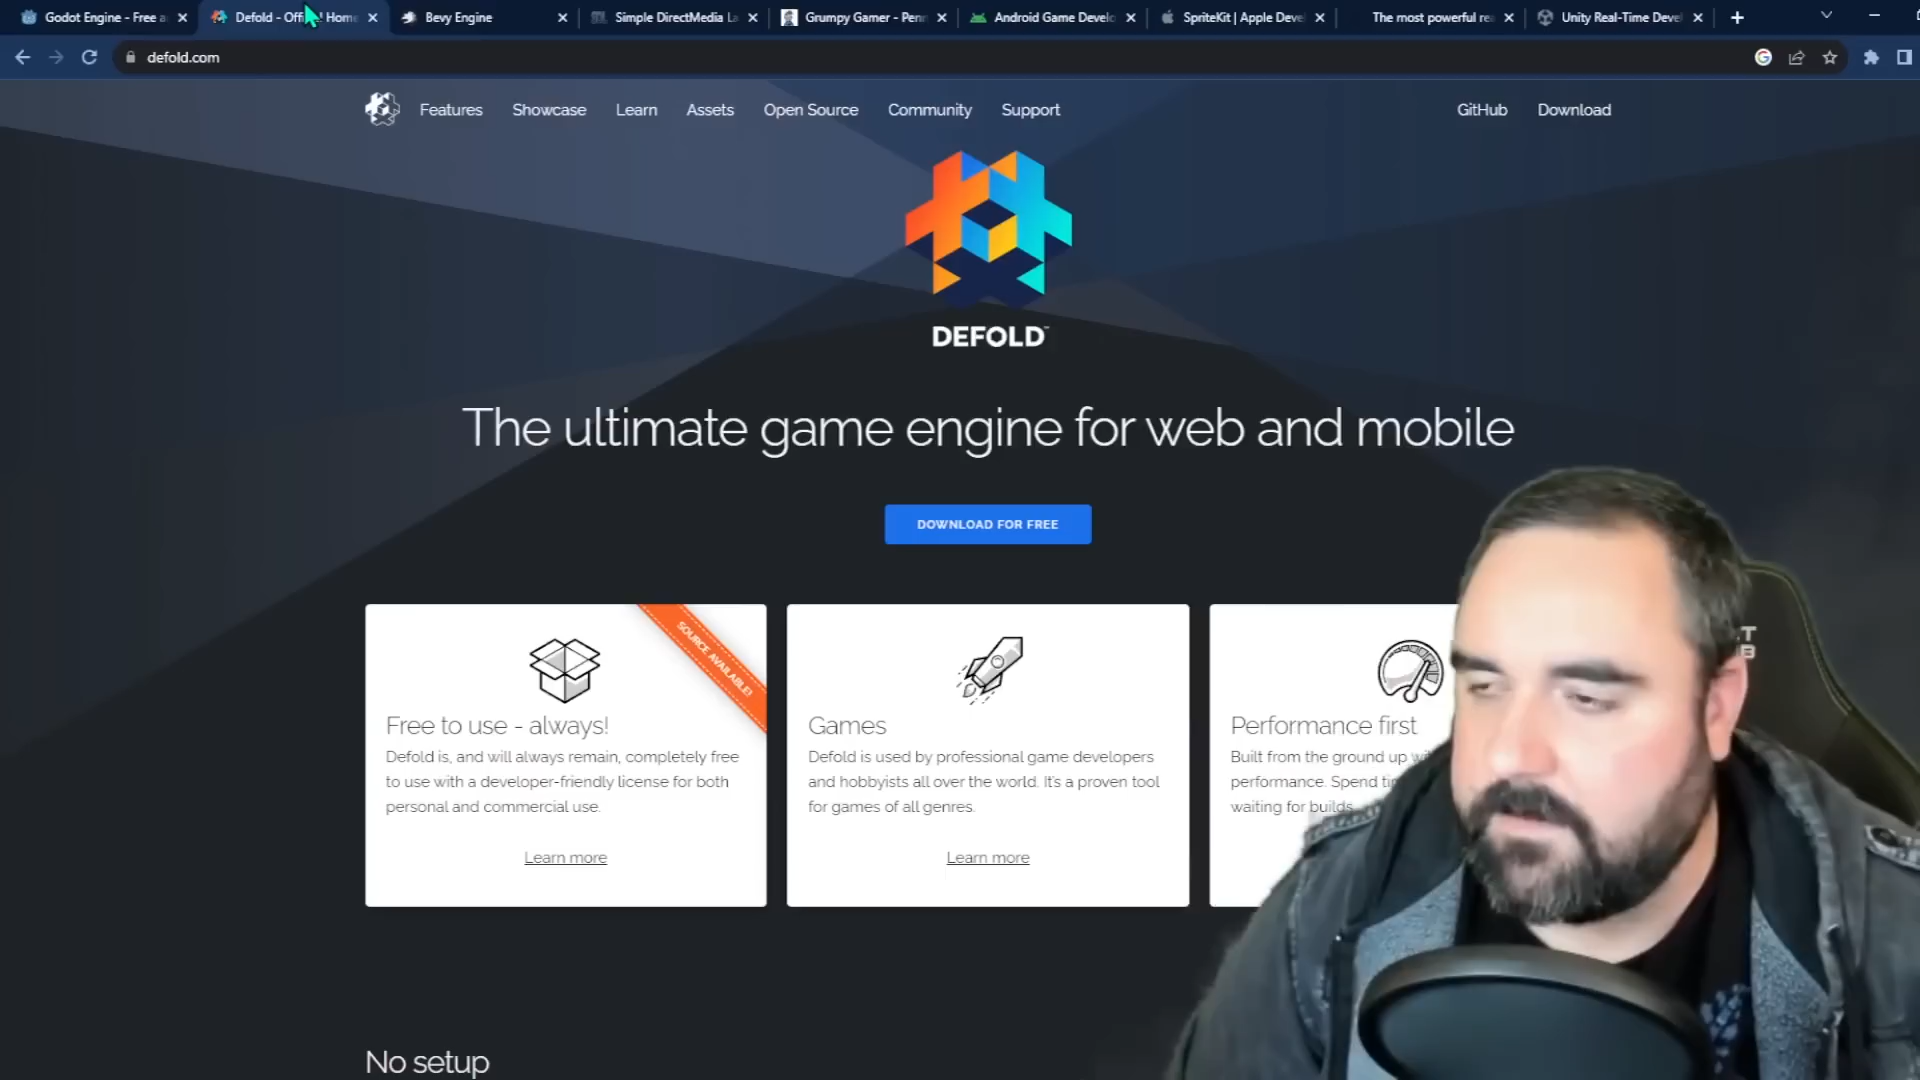 Godot Engine - Free a
Defold - Offi
Home
Bevy Engine
Simple DirectMedia La
Grumpy Gamer - Penn
Android Game Develo
SpriteKit | Apple Deve
The most powerful re
Unity Real-Time Devel
defold.com
Features
Showcase
Learn
Assets
Open Source
Community
Support
GitHub
Download
DEFOLD™
The ultimate game engine for web and mobile
DOWNLOAD FOR FREE
SOURCE AVAILABLE!
Free to use - always!
Defold is, and will always remain, completely free
to use with a developer-friendly license for both
personal and commercial use.
Learn more
Games
Defold is used by professional game developers
and hobbyists all over the world. It's a proven tool
for games of all genres.
Learn more
Performance first
Built from the ground up wi
performance. Spend ti
waiting for builds.
No setup